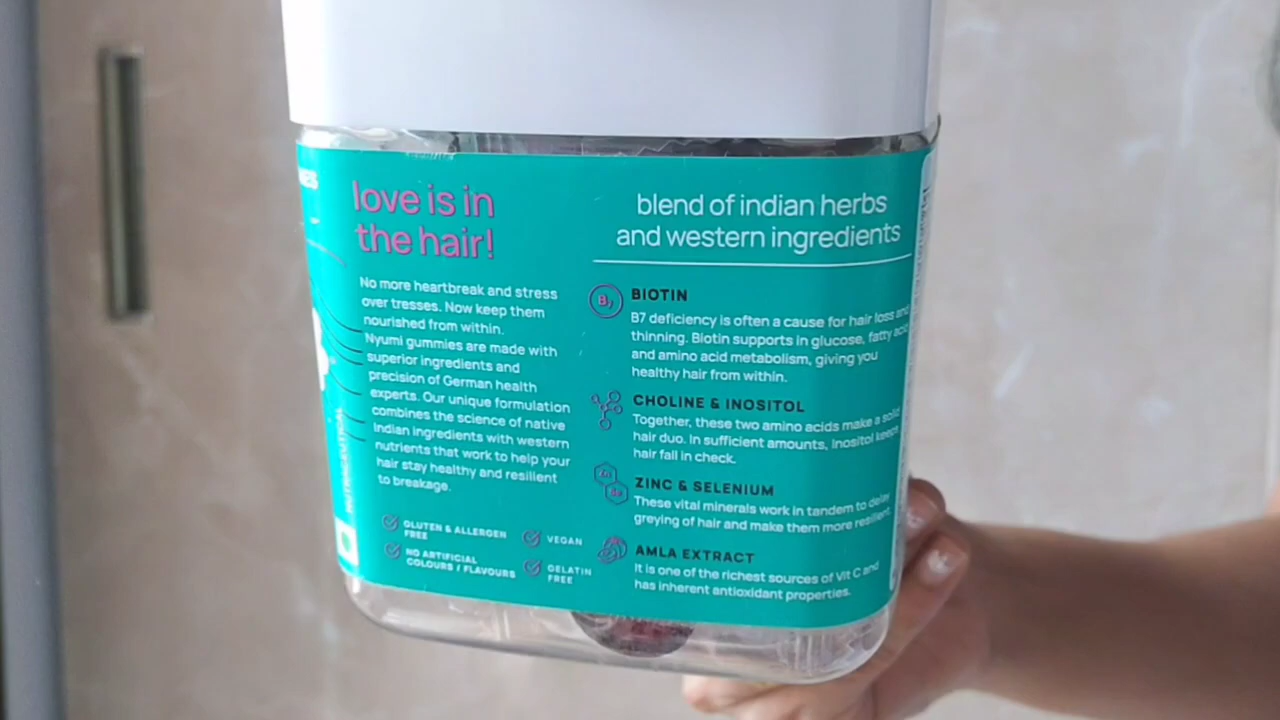 love is in
the hair!
No more heartbreak and stress
over tresses. Now keep them
nourished from within.
Nyumi gummies are made with
superior ingredients and
precision of German health
experts. Our unique formulation
combines the science of native
Indian ingredients with western
nutrients that work to help your
hair stay healthy and resilient
to breakage.
GLUTEN & ALLERGEN
FREE
VEGAN
NO ARTIFICIAL
COLOURS / FLAVOURS
GELATIN
FREE
blend of indian herbs
and western ingredients
B7
BIOTIN
B7 deficiency is often a cause for hair loss and
thinning. Biotin supports in glucose, fatty acid
and amino acid metabolism, giving you
healthy hair from within.
CHOLINE & INOSITOL
Together, these two amino acids make a solid
hair duo. In sufficient amounts, Inositol keeps
hair fall in check.
Zn
Se
ZINC & SELENIUM
These vital minerals work in tandem to delay
greying of hair and make them more resilient.
AMLA EXTRACT
It is one of the richest sources of Vit C and
has inherent antioxidant properties.